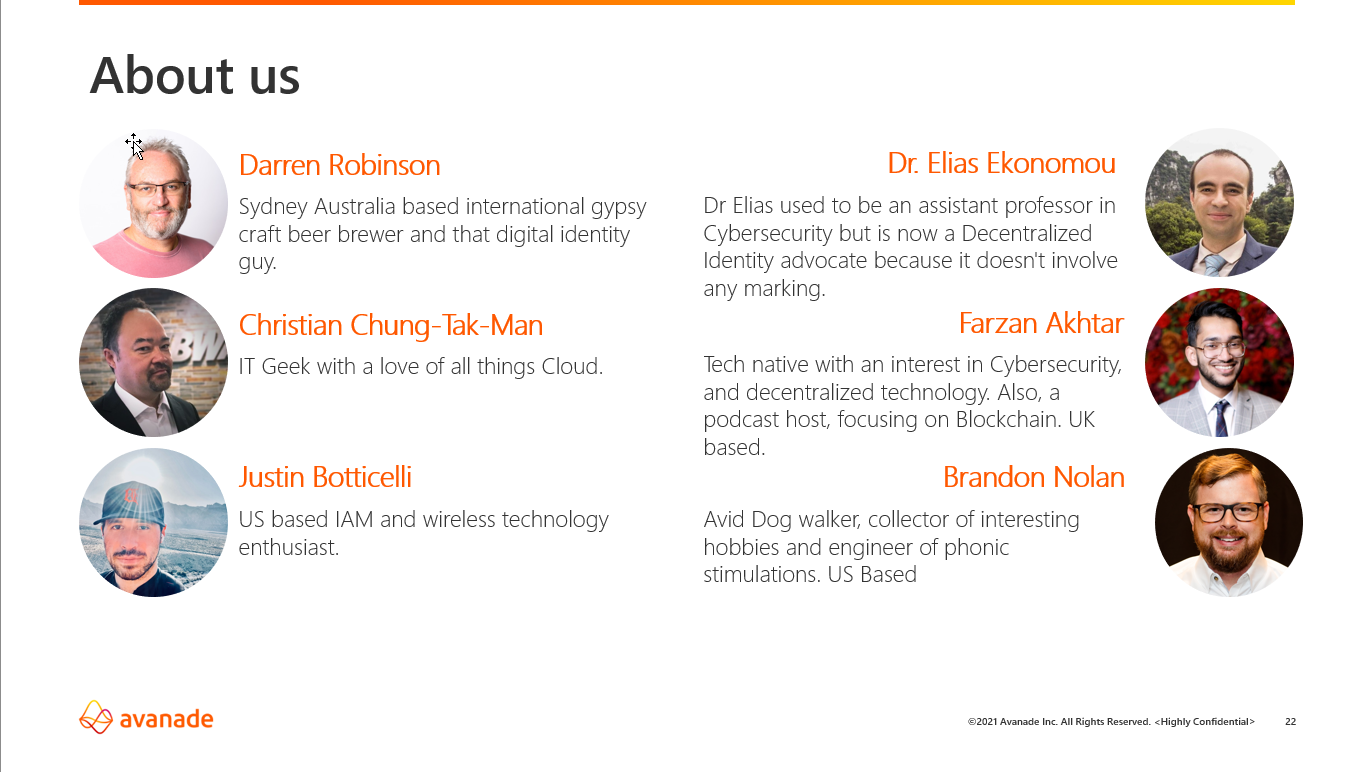 About us
Darren Robinson
Sydney Australia based international gypsy
craft beer brewer and that digital identity
guy.
Christian Chung-Tak-Man
IT Geek with a love of all things Cloud.
Justin Botticelli
US based IAM and wireless technology
enthusiast.
Dr. Elias Ekonomou
Dr Elias used to be an assistant professor in
Cybersecurity but is now a Decentralized
Identity advocate because it doesn't involve
any marking.
Farzan Akhtar
Tech native with an interest in Cybersecurity,
and decentralized technology. Also, a
podcast host, focusing on Blockchain. UK
based.
Brandon Nolan
Avid Dog walker, collector of interesting
hobbies and engineer of phonic
stimulations. US Based
BWA
avanade
©2021 Avanade Inc. All Rights Reserved. <Highly Confidential> 22